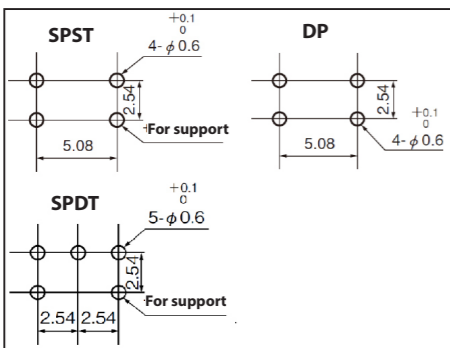 SPST
+0.1
0
4-φ0.6
2.54
For support
5.08
DP
2.54
+0.1
0
5.08
4-φ0.6
SPDT
+0.1
0
5-φ0.6
2.54
For support
2.54 2.54